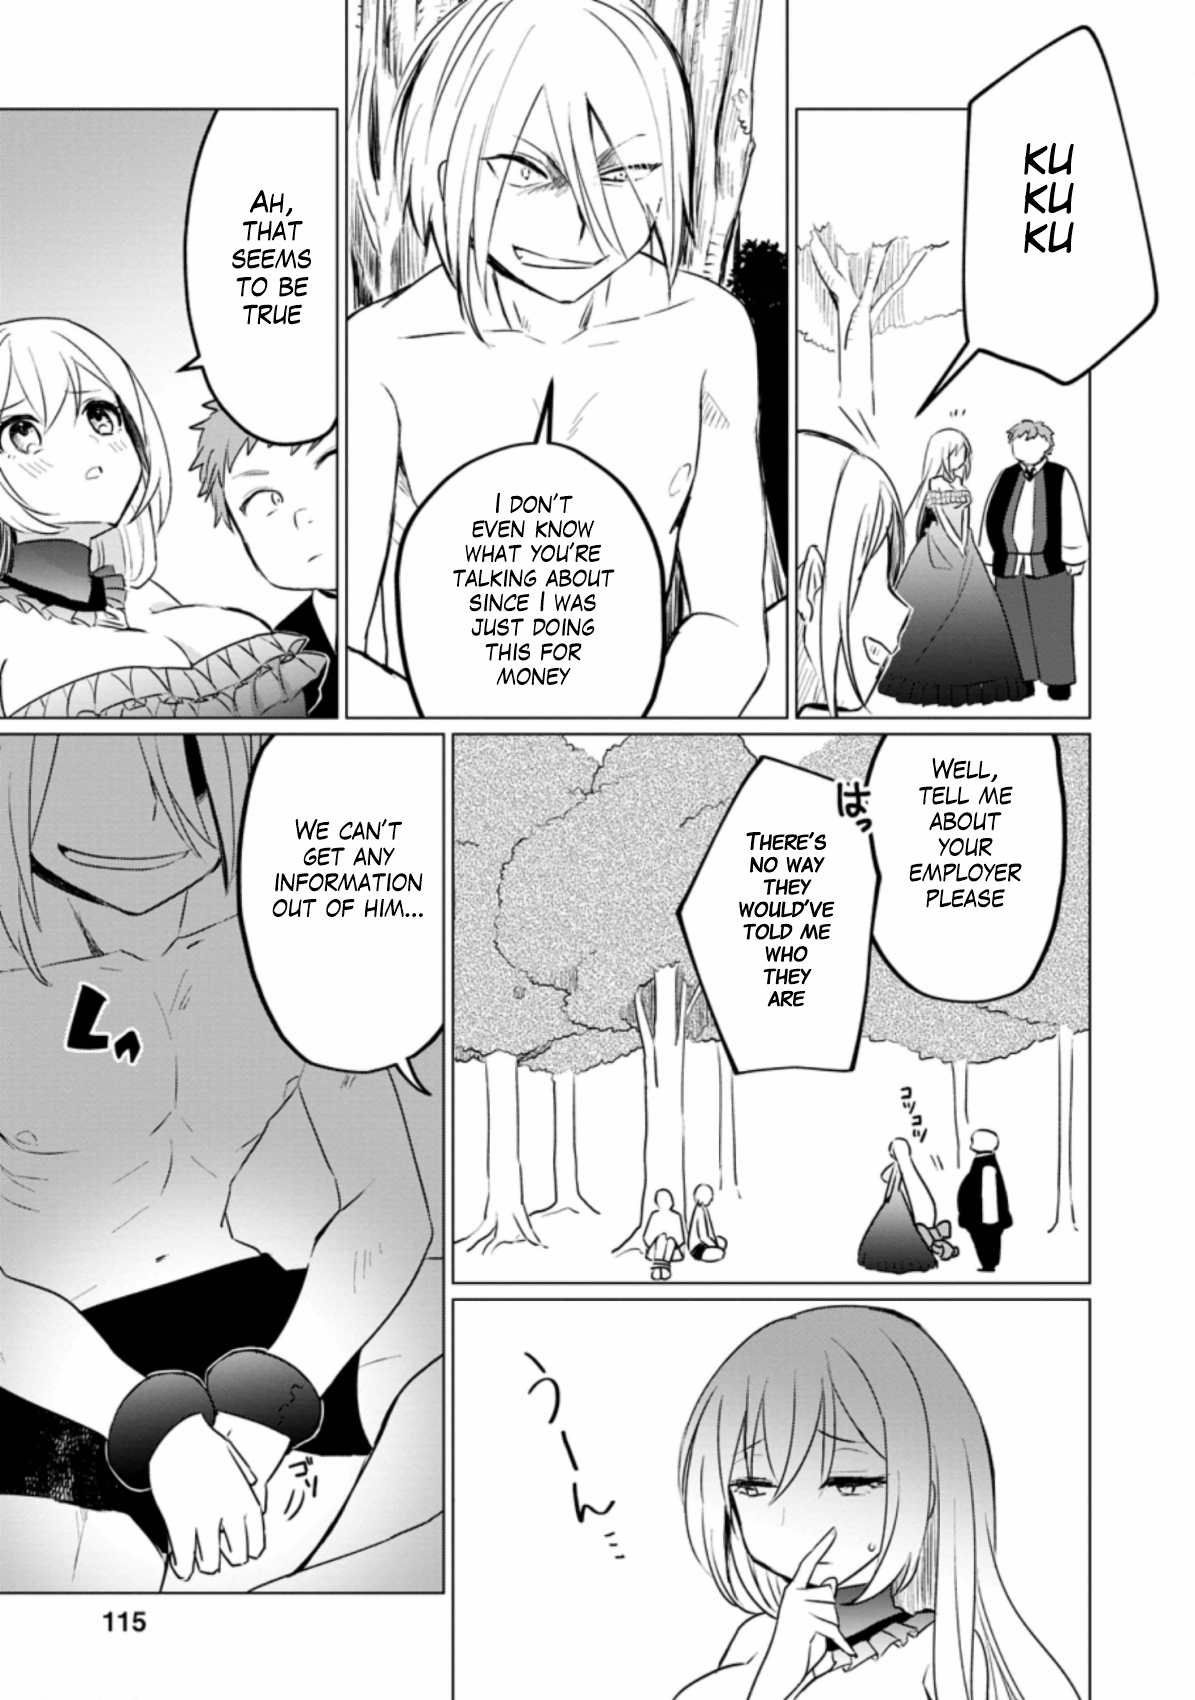 KU
KU
KU
I DON'T
EVEN KNOW
WHAT YOU'RE
TALKING ABOUT
SINCE I WAS
JUST DOING
THIS FOR
MONEY
AH,
THAT
SEEMS
TO BE
TRUE
WELL,
TELL ME
ABOUT
YOUR
EMPLOYER
PLEASE
はっ
THERE'S
NO WAY
THEY
WOULD'VE
TOLD ME
WHO
THEY
ARE
コツコツ
WE CAN'T
GET ANY
INFORMATION
OUT OF HIM...
うーん
115